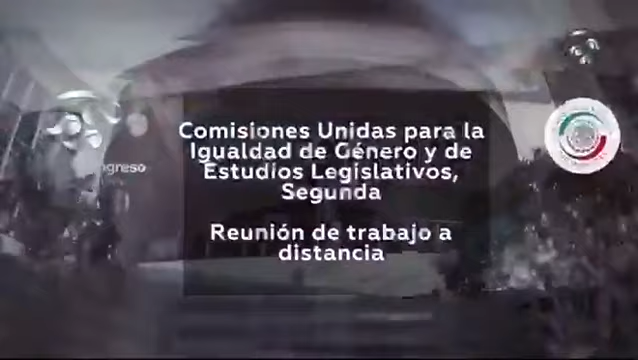 Comisiones Unidas para la
Igualdad de Género y de
Estudios Legislativos,
Segunda
Reunión de trabajo a
distancia